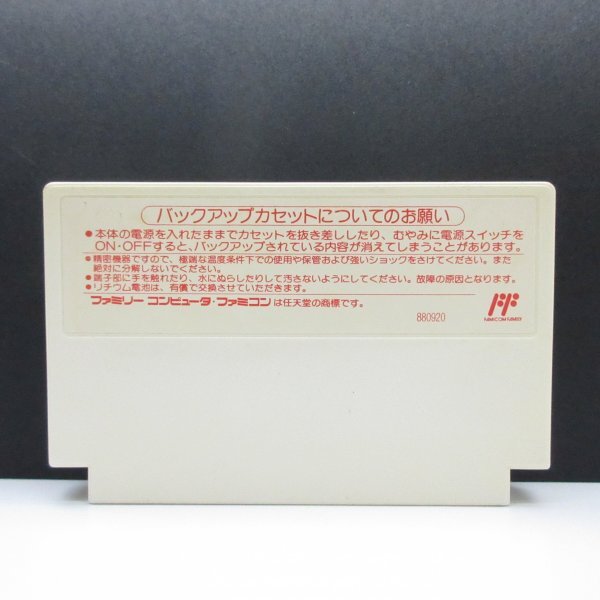 バックアップカセットについてのお願い
●本体の電源を入れたままでカセットを抜き差ししたり、むやみに電源スイッチを
ON・OFFすると、バックアップされている内容が消えてしまうことがあります。
●精密機器ですので、極端な温度条件下での使用や保管および強いショックをさけてください。また
絶対に分解しないでください。
●端子部に手を触れたり、水にぬらしたりして汚さないようにしてください。故障の原因となります。
●リチウム電池は、有償で交換させていただきます。
ファミリーコンピュータ・ファミコンは任天堂の商標です。
FAMICOM FAMILY
880920